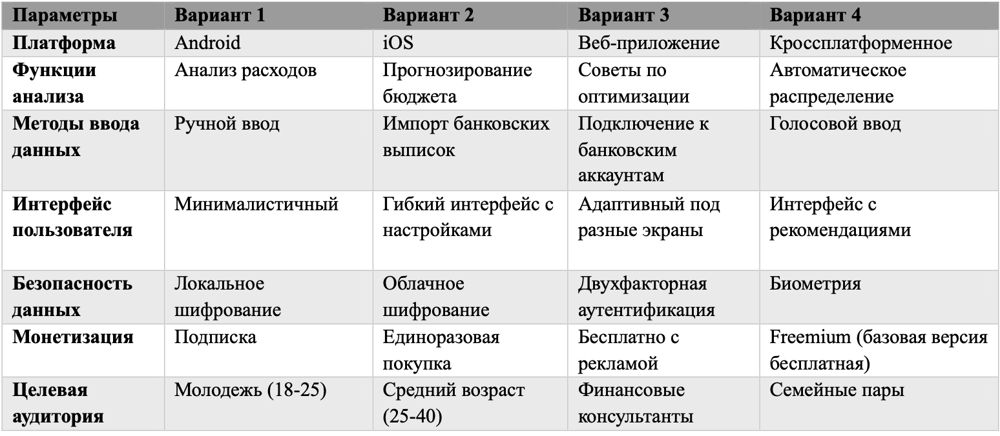 Параметры Вариант 1 Вариант 2 Вариант 3 Вариант 4
Платформа Android iOS Веб-приложение Кроссплатформенное
Функции Анализ расходов Прогнозирование Советы по Автоматическое
анализа бюджета оптимизации распределение
Методы ввода Ручной ввод Импорт банковских Подключение к Голосовой ввод
данных выписок банковским
аккаунтам
Интерфейс Минималистичный Гибкий интерфейс с Адаптивный под Интерфейс с
пользователя настройками разные экраны рекомендациями
Безопасность Локальное Облачное Двухфакторная Биометрия
данных шифрование шифрование аутентификация
Монетизация Подписка Единоразовая Бесплатно с Freemium (базовая версия
покупка рекламой бесплатная)
Целевая Молодежь (18-25) Средний возраст Финансовые Семейные пары
аудитория (25-40) консультанты